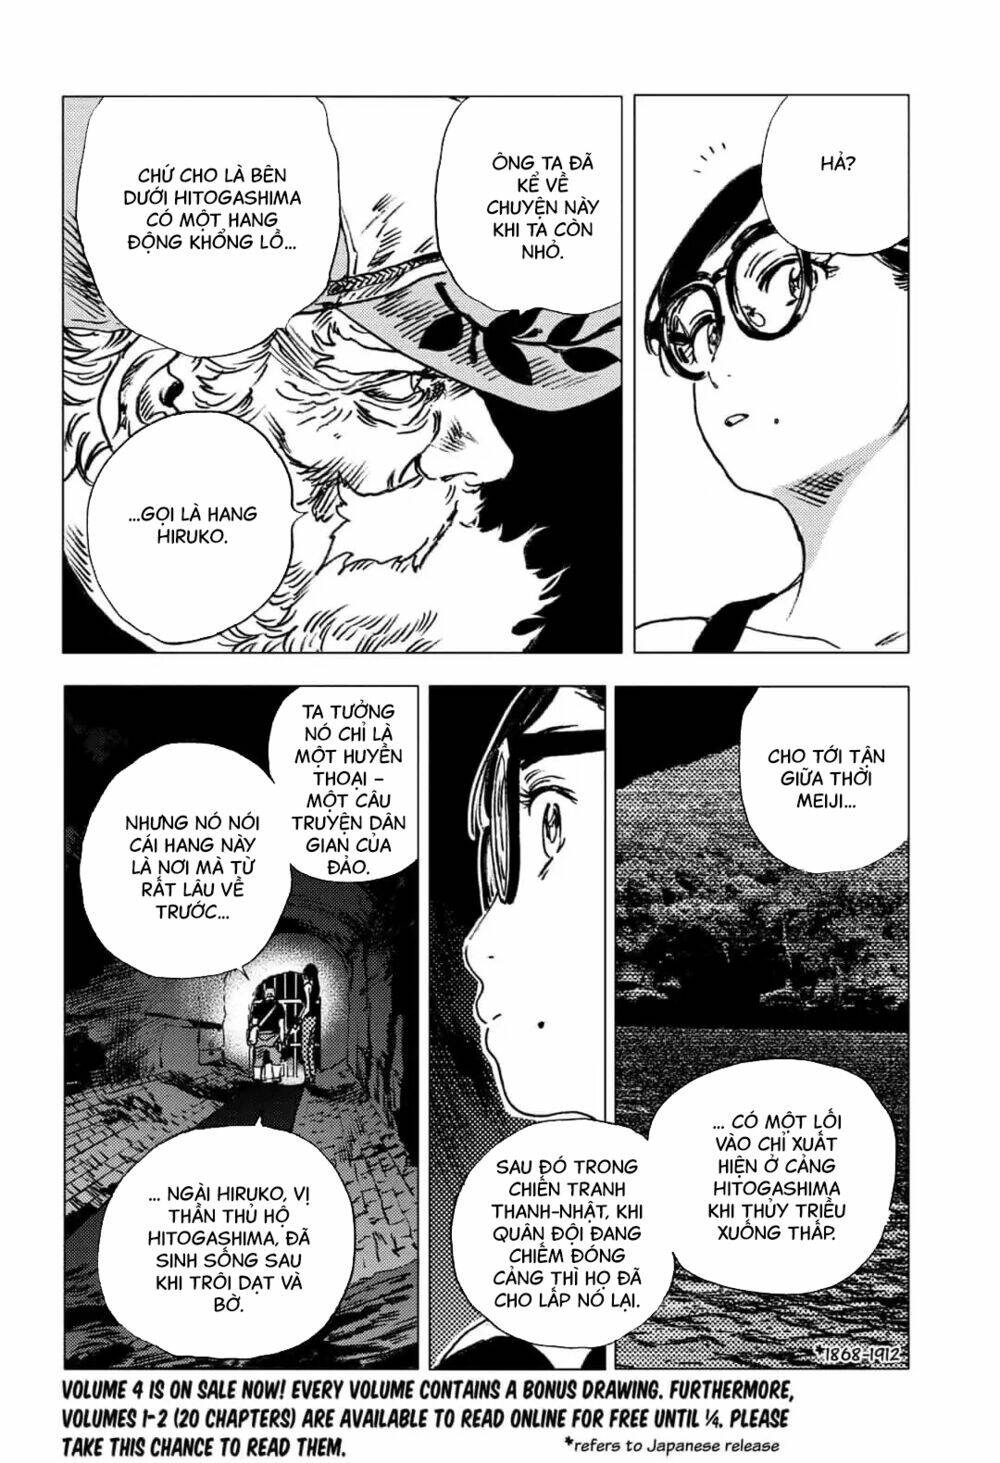 HẢ?
ÔNG TA ĐÃ
KỂ VỀ
CHUYỆN NÀY
KHI TA CÒN
NHỎ.
CHỨ CHO LÀ BÊN
DƯỚI HITOGASHIMA
CÓ MỘT HANG
ĐỘNG KHỔNG LỒ...
...GỌI LÀ HANG
HIRUKO.
CHO TỚI TẬN
GIỮA THỜI
MEIJI...
... CÓ MỘT LỐI
VÀO CHỈ XUẤT
HIỆN Ở CẢNG
HITOGASHIMA
KHI THỦY TRIỀU
XUỐNG THẤP.
*1868-1912
SAU ĐÓ TRONG
CHIẾN TRANH
THANH-NHẬT, KHI
QUÂN ĐỘI ĐANG
CHIẾM ĐÓNG
CẢNG THÌ HỌ ĐÃ
CHO LẤP NÓ LẠI.
TA TƯỞNG
NÓ CHỈ LÀ
MỘT HUYỀN
THOẠI –
MỘT CÂU
TRUYỆN DÂN
GIAN CỦA
ĐẢO.
NHƯNG NÓ NÓI
CÁI HANG NÀY
LÀ NƠI MÀ TỪ
RẤT LÂU VỀ
TRƯỚC...
... NGÀI HIRUKO, VỊ
THẦN THỦ HỘ
HITOGASHIMA, ĐÃ
SINH SỐNG SAU
KHI TRÔI DẠT VÀ
BỜ.
VOLUME 4 IS ON SALE NOW! EVERY VOLUME CONTAINS A BONUS DRAWING. FURTHERMORE,
VOLUMES 1-2 (20 CHAPTERS) ARE AVAILABLE TO READ ONLINE FOR FREE UNTIL ¼. PLEASE
TAKE THIS CHANCE TO READ THEM.
*refers to Japanese release